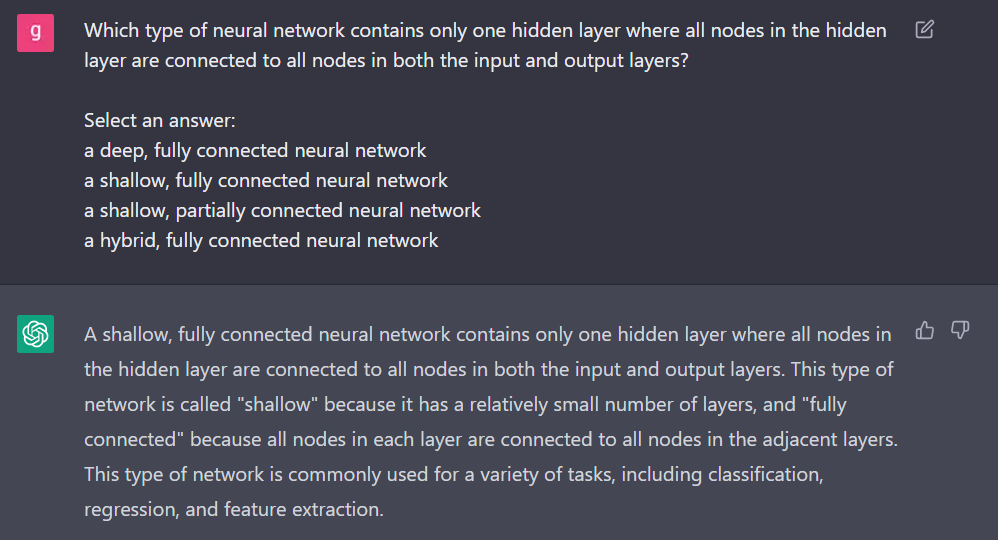 g
Which type of neural network contains only one hidden layer where all nodes in the hidden
layer are connected to all nodes in both the input and output layers?
Select an answer:
a deep, fully connected neural network
a shallow, fully connected neural network
a shallow, partially connected neural network
a hybrid, fully connected neural network
A shallow, fully connected neural network contains only one hidden layer where all nodes in
the hidden layer are connected to all nodes in both the input and output layers. This type of
network is called "shallow" because it has a relatively small number of layers, and "fully
connected" because all nodes in each layer are connected to all nodes in the adjacent layers.
This type of network is commonly used for a variety of tasks, including classification,
regression, and feature extraction.